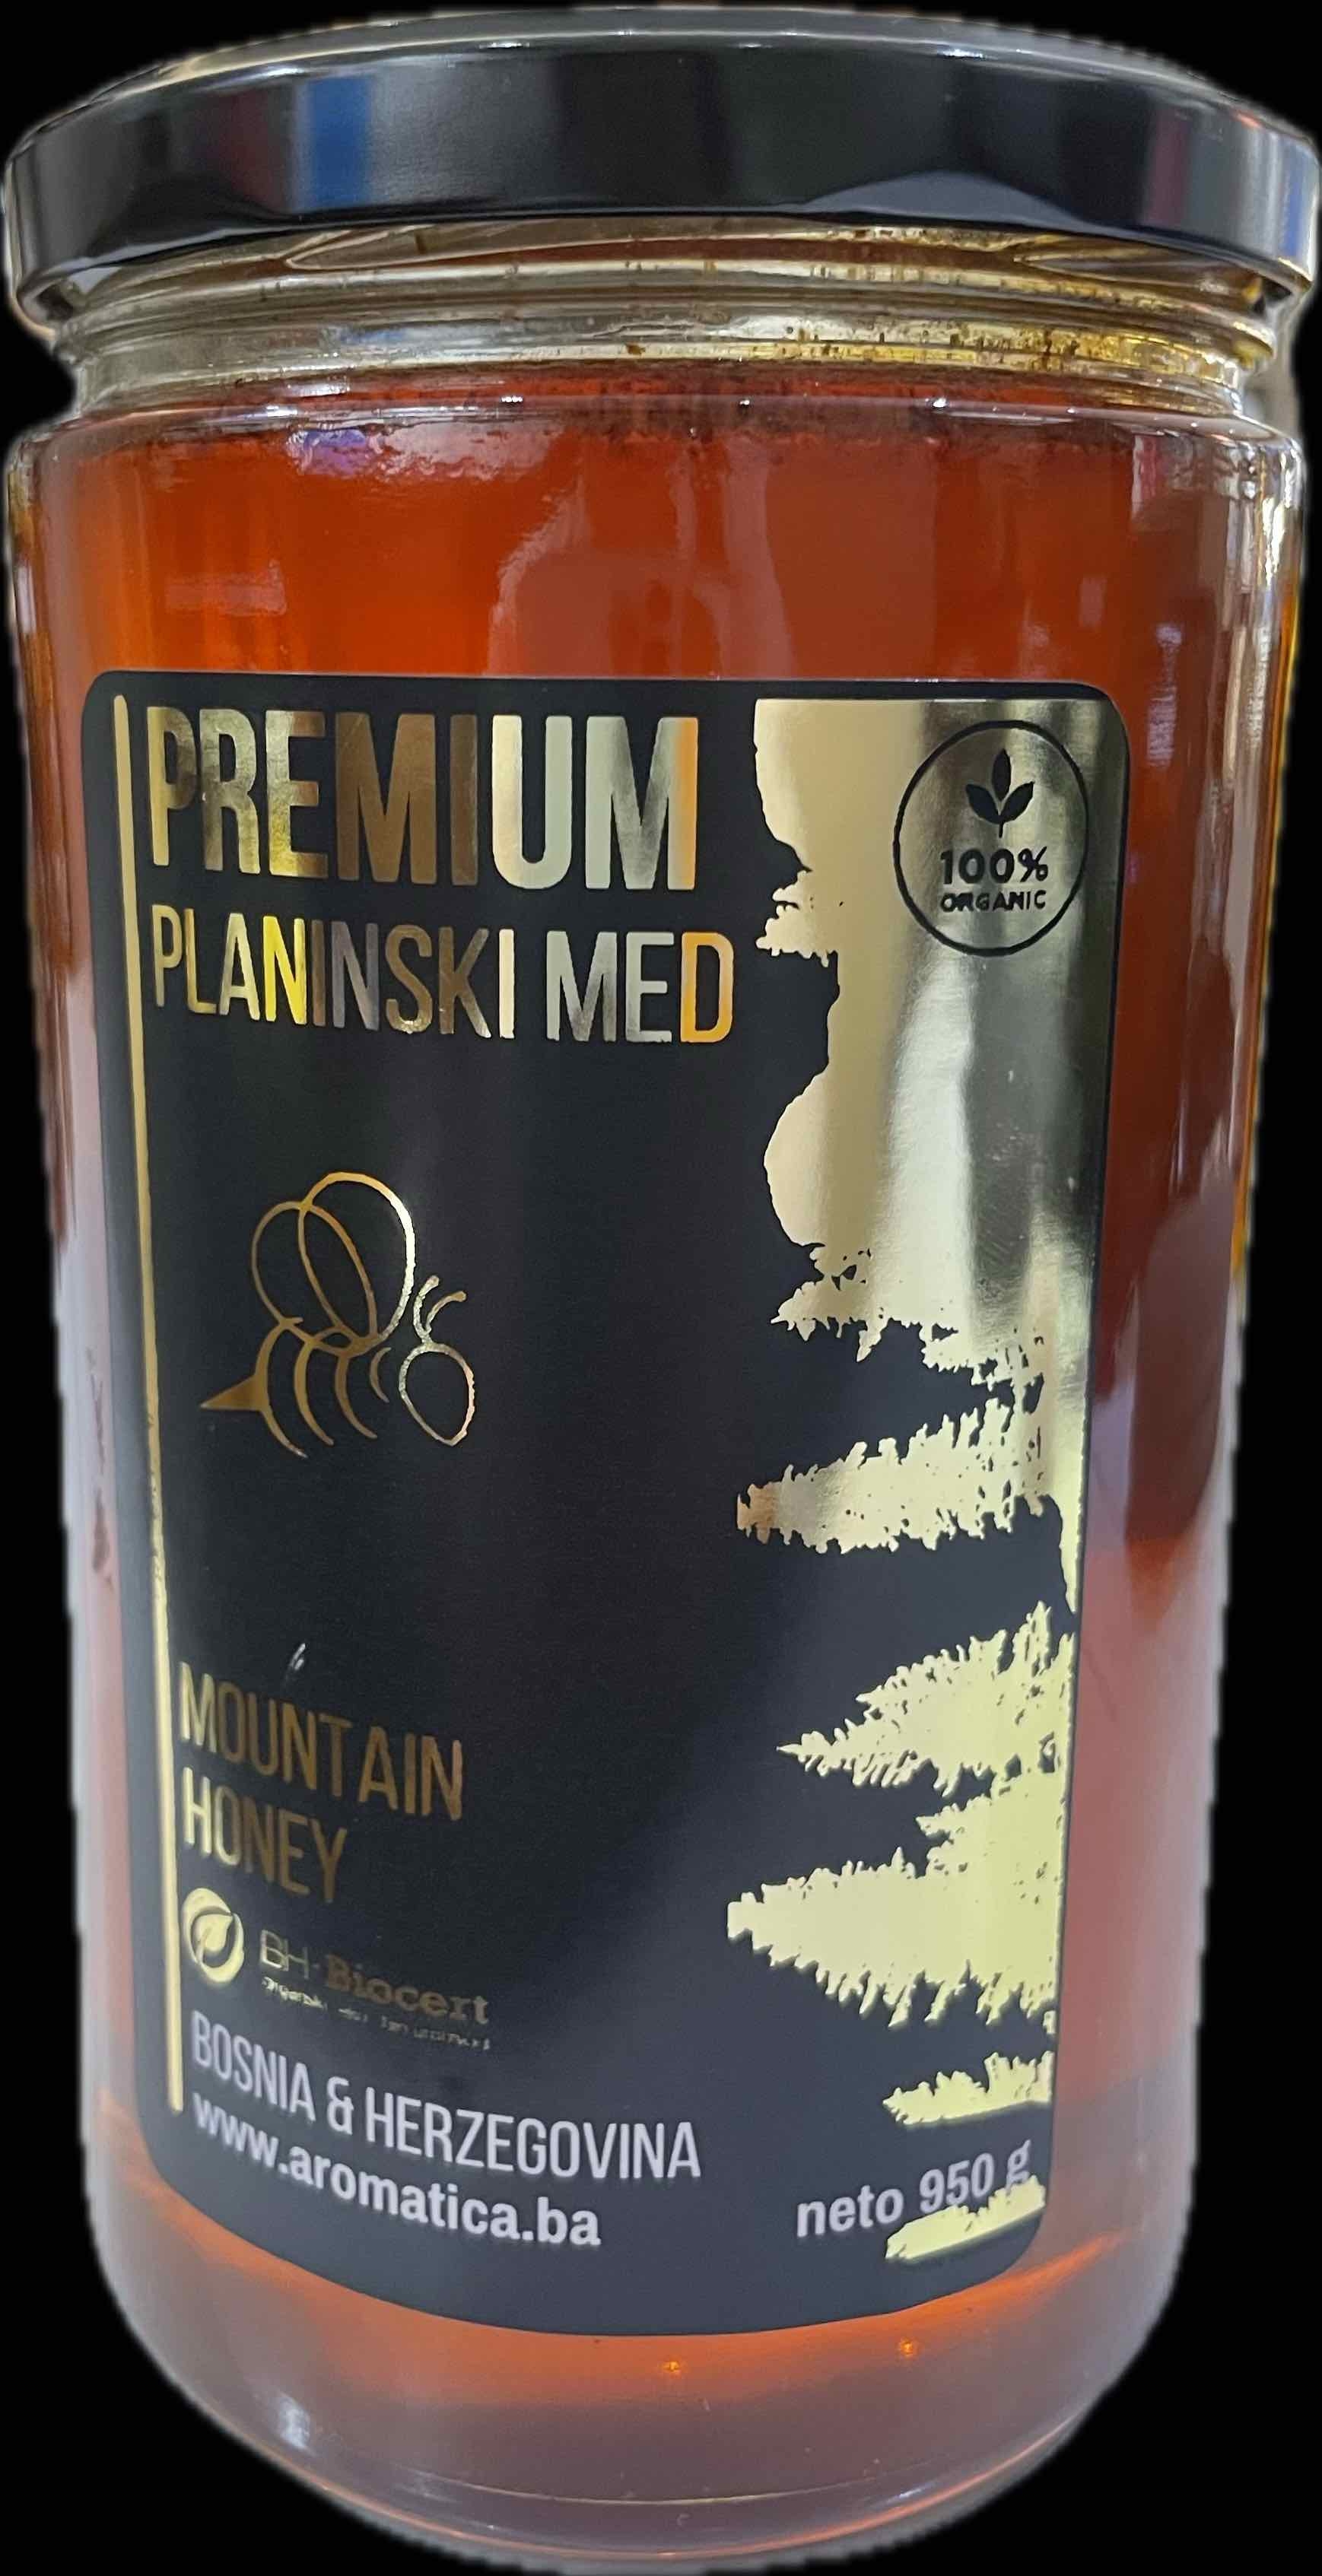 PREMIUM
PLANINSKI MED
100%
ORGANIC
MOUNTAIN
HONEY
BH Biocert
BOSNIA & HERZEGOVINA
www.aromatica.ba
neto 950 g